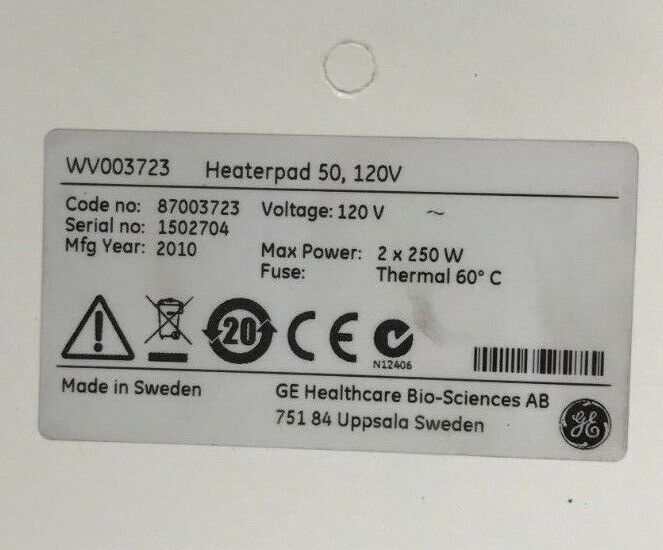 WV003723 Heaterpad 50, 120V
Code no: 87003723 Voltage: 120 V ~
Serial no: 1502704
Mfg Year: 2010 Max Power: 2 x 250 W
Fuse: Thermal 60° C
20 CE
N12406
Made in Sweden GE Healthcare Bio-Sciences AB
751 84 Uppsala Sweden
GE